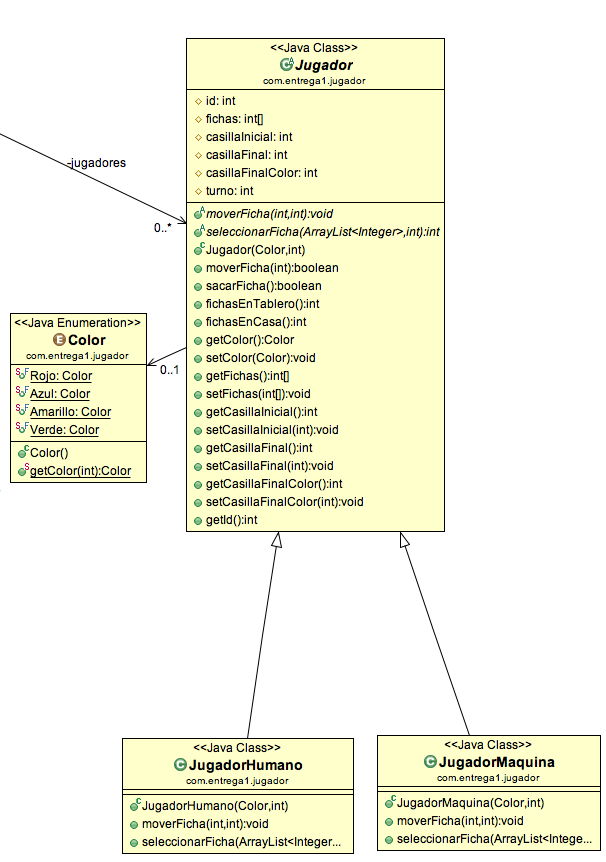 <<Java Class>>
Jugador
com.entrega1.jugador
id: int
fichas: int[]
casillaInicial: int
casillaFinal: int
casillaFinalColor: int
turno: int
moverFicha(int,int):void
seleccionarFicha(ArrayList<Integer>,int):int
Jugador(Color,int)
moverFicha(int):boolean
sacarFicha():boolean
fichasEnTablero():int
fichasEnCasa():int
getColor():Color
setColor(Color):void
getFichas():int[]
setFichas(int[]):void
getCasillaInicial():int
setCasillaInicial(int):void
getCasillaFinal():int
setCasillaFinal(int):void
getCasillaFinalColor():int
setCasillaFinalColor(int):void
getId():int
-jugadores
0..*
<<Java Enumeration>>
Color
com.entrega1.jugador
Rojo: Color
Azul: Color
Amarillo: Color
Verde: Color
Color()
getColor(int):Color
0..1
<<Java Class>>
JugadorHumano
com.entrega1.jugador
JugadorHumano(Color,int)
moverFicha(int,int):void
seleccionarFicha(ArrayList<Integer...
<<Java Class>>
JugadorMaquina
com.entrega1.jugador
JugadorMaquina(Color,int)
moverFicha(int,int):void
seleccionarFicha(ArrayList<Intege...